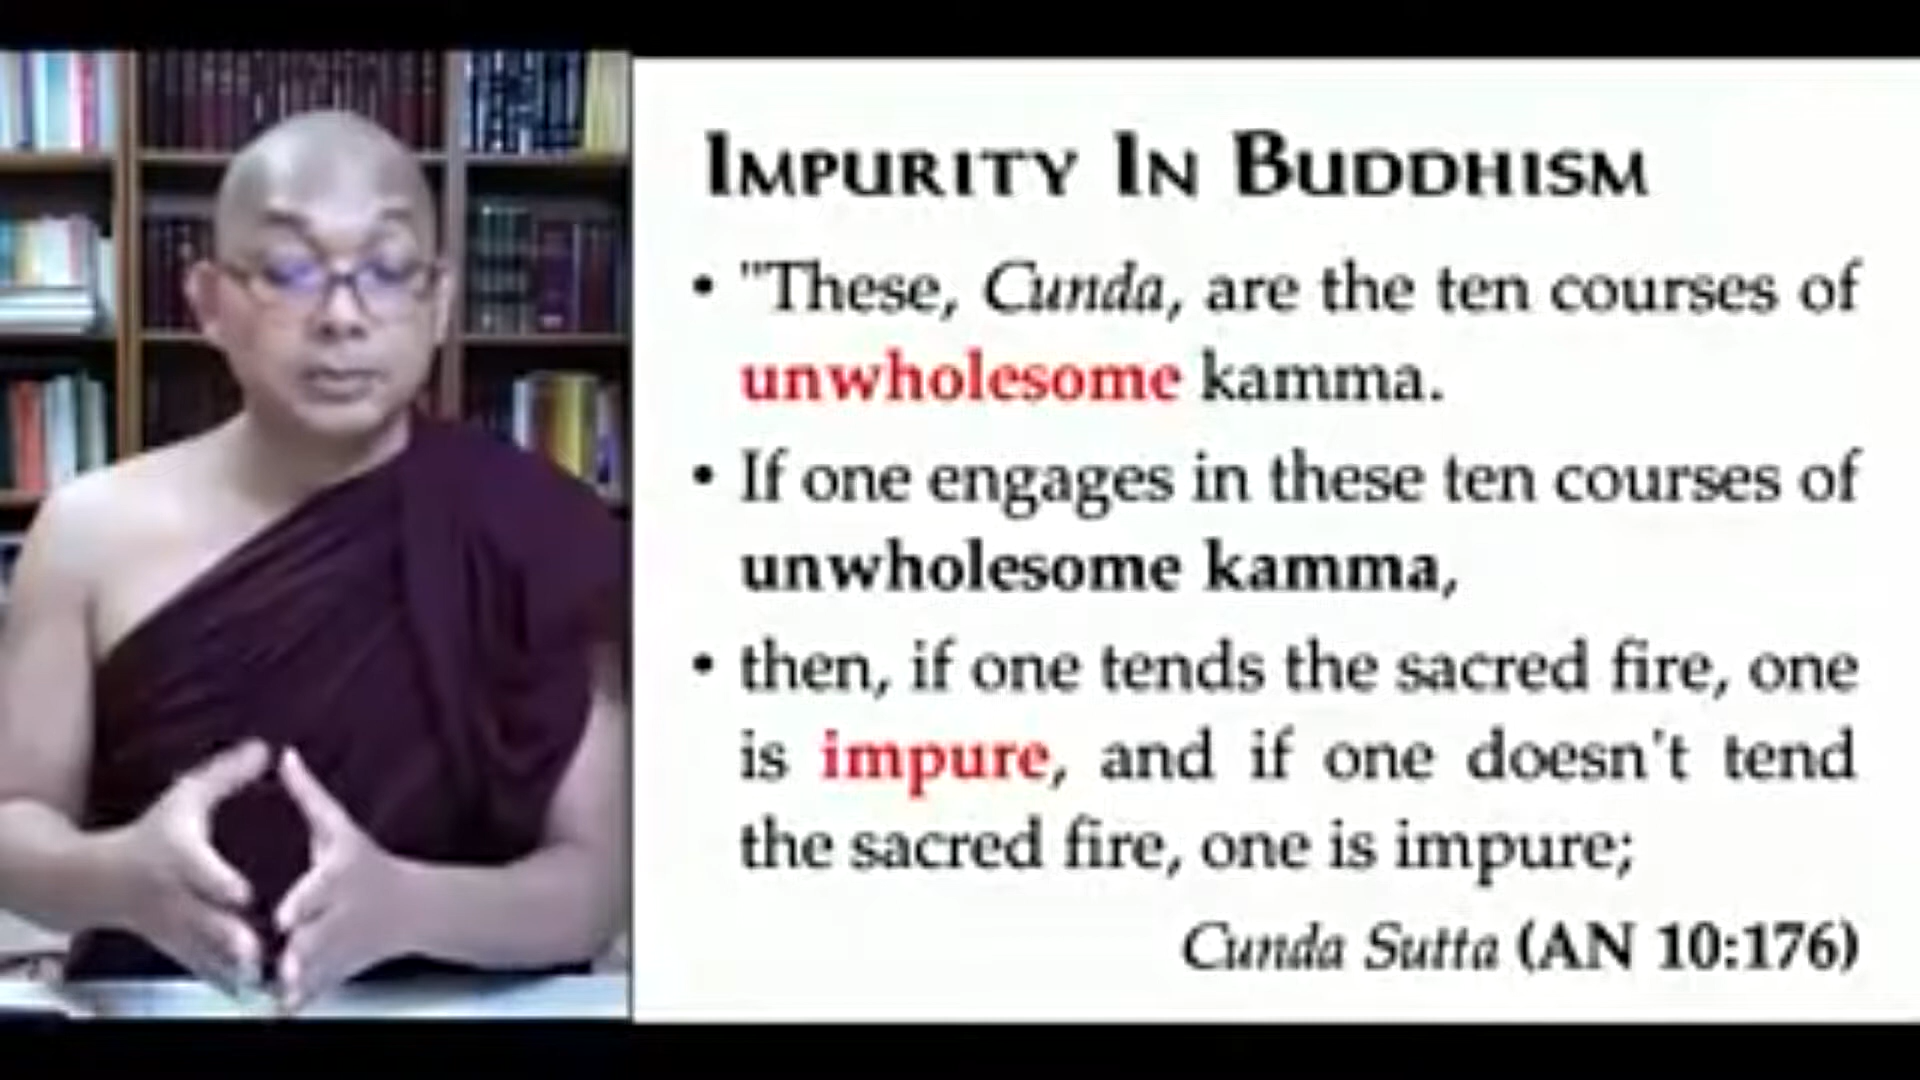 IMPURITY IN BUDDHISM
• "These, Cunda, are the ten courses of
unwholesome kamma.
• If one engages in these ten courses of
unwholesome kamma,
• then, if one tends the sacred fire, one
is impure, and if one doesn't tend
the sacred fire, one is impure;
Cunda Sutta (AN 10:176)